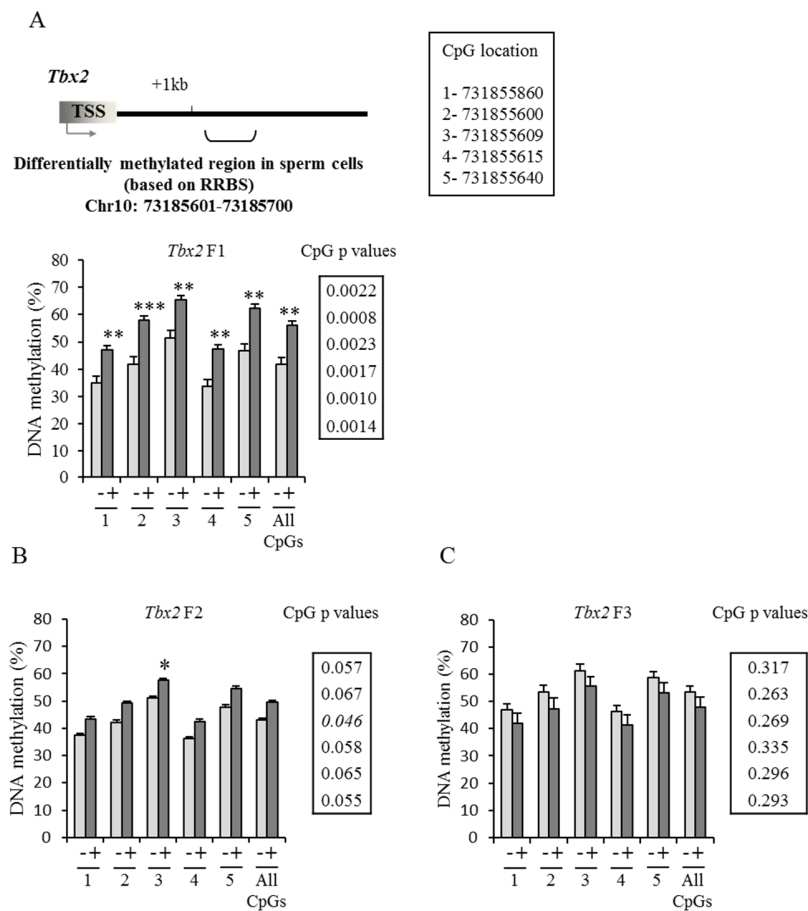 A
CpG location
1- 731855860
2- 731855600
3- 731855609
4- 731855615
5- 731855640
Tbx2
+1kb
TSS
Differentially methylated region in sperm cells
(based on RRBS)
Chr10: 73185601-73185700
Tbx2 F1
CpG p values
DNA methylation (%)
80
70
60
50
40
30
20
10
0
** *** ** ** ** **
0.0022
0.0008
0.0023
0.0017
0.0010
0.0014
-+ -+ -+ -+ -+ -+
1 2 3 4 5 All
CpGs
B
Tbx2 F2
CpG p values
DNA methylation (%)
80
70
60
50
40
30
20
10
0
*
0.057
0.067
0.046
0.058
0.065
0.055
-+ -+ -+ -+ -+ -+
1 2 3 4 5 All
CpGs
C
Tbx2 F3
CpG p values
DNA methylation (%)
80
70
60
50
40
30
20
10
0
0.317
0.263
0.269
0.335
0.296
0.293
-+ -+ -+ -+ -+ -+
1 2 3 4 5 All
CpGs